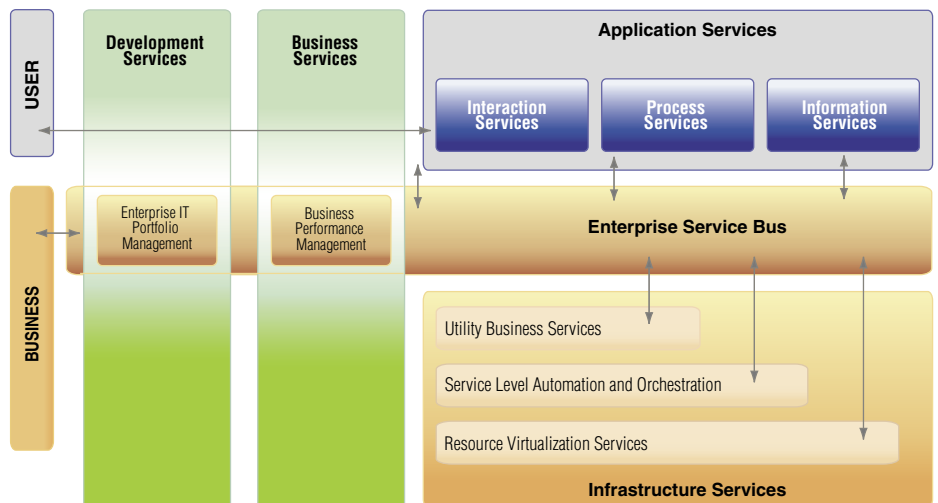 USER
Development
Services
Business
Services
Application Services
Interaction
Services
Process
Services
Information
Services
BUSINESS
Enterprise IT
Portfolio
Management
Business
Performance
Management
Enterprise Service Bus
Utility Business Services
Service Level Automation and Orchestration
Resource Virtualization Services
Infrastructure Services